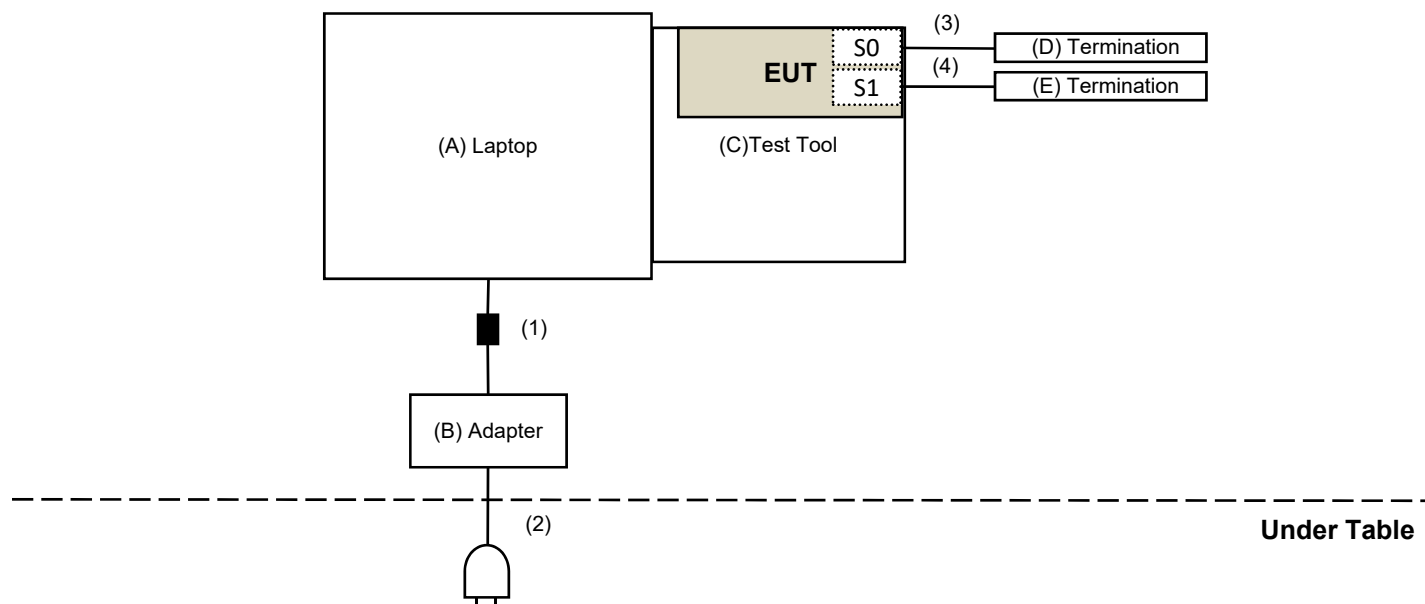 (3)
S0
(D) Termination
EUT
(4)
S1
(E) Termination
(A) Laptop
(C)Test Tool
(1)
(B) Adapter
(2)
Under Table